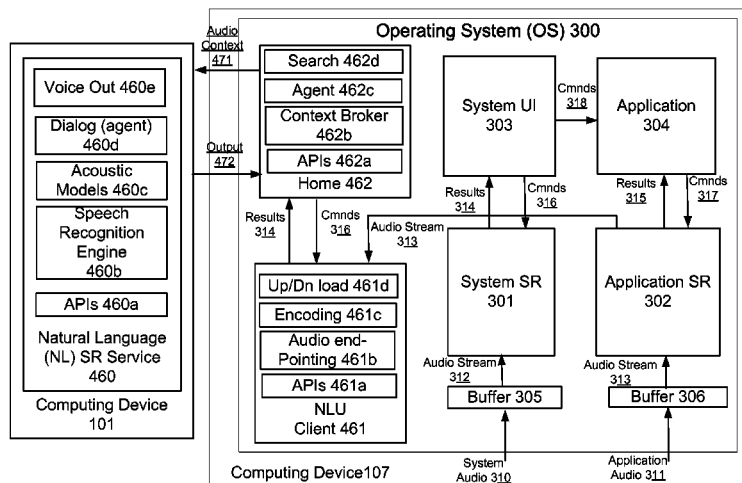 Operating System (OS) 300
Audio
Context
471
Voice Out 460e
Dialog (agent)
460d
Acoustic
Models 460c
Speech
Recognition
Engine
460b
APIs 460a
Natural Language
(NL) SR Service
460
Computing Device
101
Output
472
Search 462d
Agent 462c
Context Broker
462b
APIs 462a
Home 462
Results
314
Cmnds
316
Audio Stream
313
Up/Dn load 461d
Encoding 461c
Audio end-
Pointing 461b
APIs 461a
NLU
Client 461
System UI
303
Cmnds
318
Application
304
Results
314
Cmnds
316
Results
315
Cmnds
317
System SR
301
Application SR
302
Audio Stream
312
Audio Stream
313
Buffer 305
Buffer 306
System
Audio 310
Application
Audio 311
Computing Device107